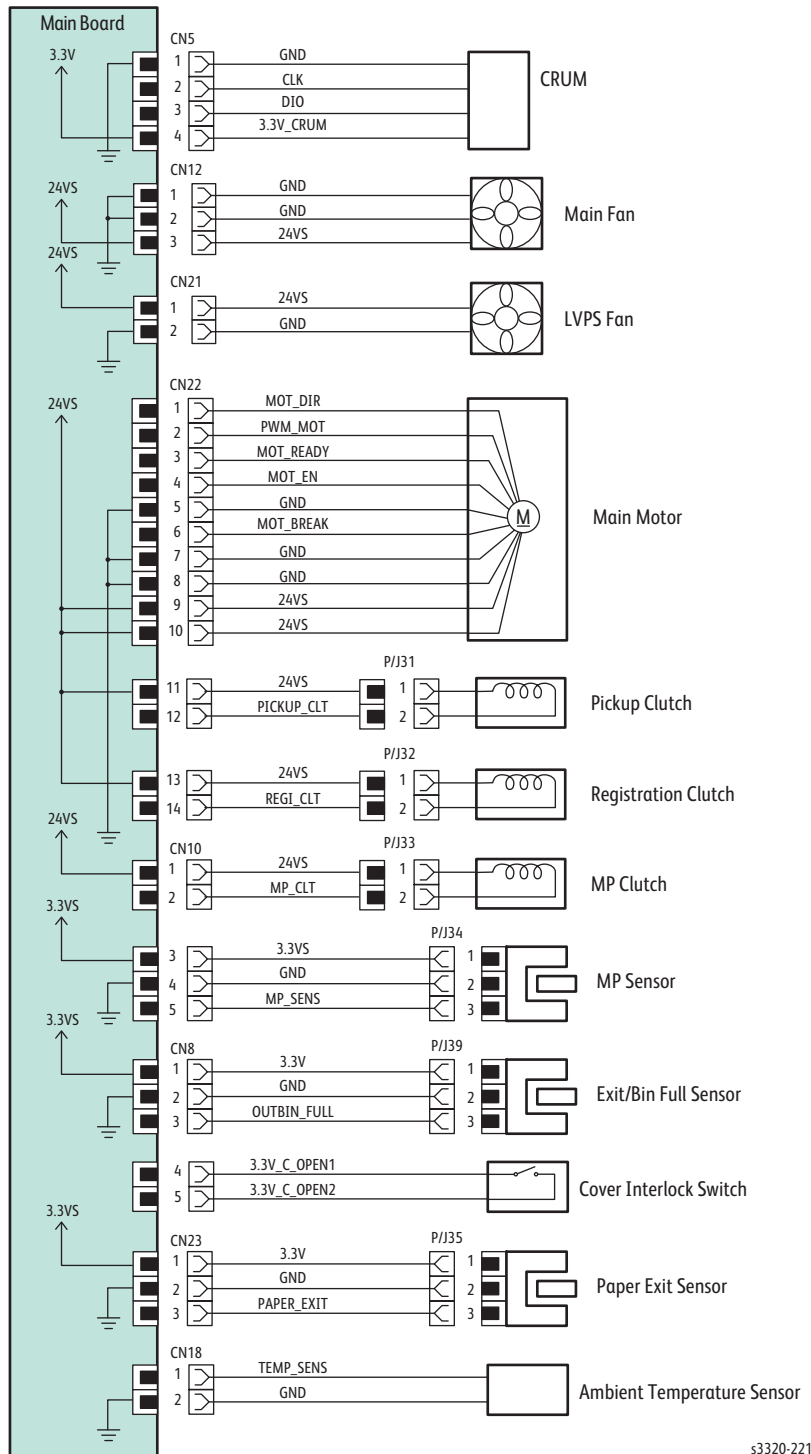 Main Board
CN5
3.3V
1 GND
2 CLK
3 DIO
4 3.3V_CRUM
CRUM
CN12
24VS
1 GND
2 GND
3 24VS
Main Fan
24VS
CN21
1 24VS
2 GND
LVPS Fan
CN22
24VS
1 MOT_DIR
2 PWM_MOT
3 MOT_READY
4 MOT_EN
5 GND
6 MOT_BREAK
7 GND
8 GND
9 24VS
10 24VS
M
Main Motor
P/J31
11 24VS 1
12 PICKUP_CLT 2
Pickup Clutch
P/J32
13 24VS 1
14 REGI_CLT 2
Registration Clutch
24VS
CN10
P/J33
1 24VS 1
2 MP_CLT 2
MP Clutch
3.3VS
P/J34
3 3.3VS 1
4 GND 2
5 MP_SENS 3
MP Sensor
3.3VS
CN8
P/J39
1 3.3V 1
2 GND 2
3 OUTBIN_FULL 3
Exit/Bin Full Sensor
4 3.3V_C_OPEN1
5 3.3V_C_OPEN2
Cover Interlock Switch
3.3VS
CN23
P/J35
1 3.3V 1
2 GND 2
3 PAPER_EXIT 3
Paper Exit Sensor
CN18
1 TEMP_SENS
2 GND
Ambient Temperature Sensor
s3320-221